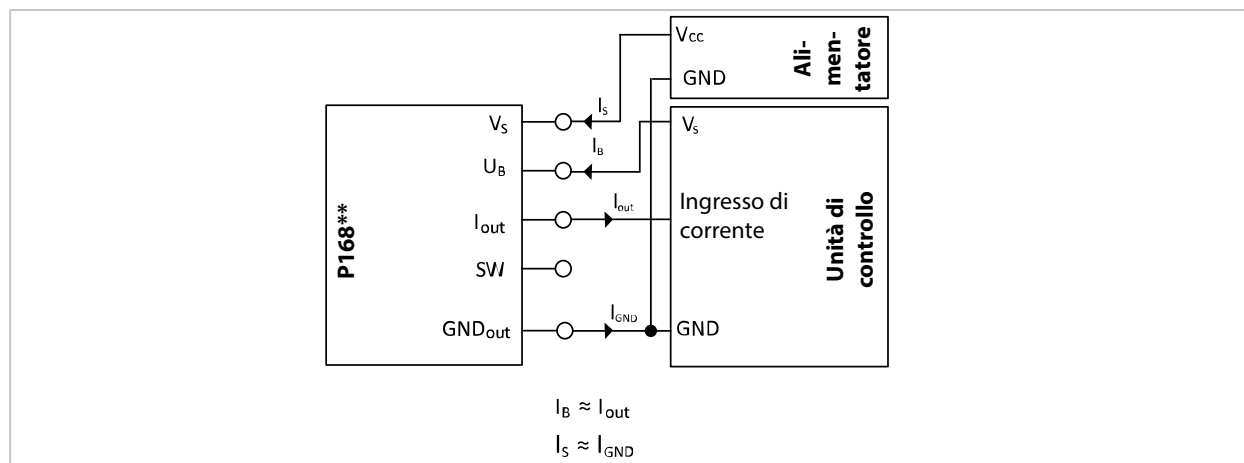 Vcc
GND
Ali-
men-
tatore
P168**
VS
UB
Iout
SW
GNDout
IS
IB
Iout
IGND
Vs
Ingresso di
corrente
GND
Unità di
controllo
IB ≈ Iout
IS ≈ IGND